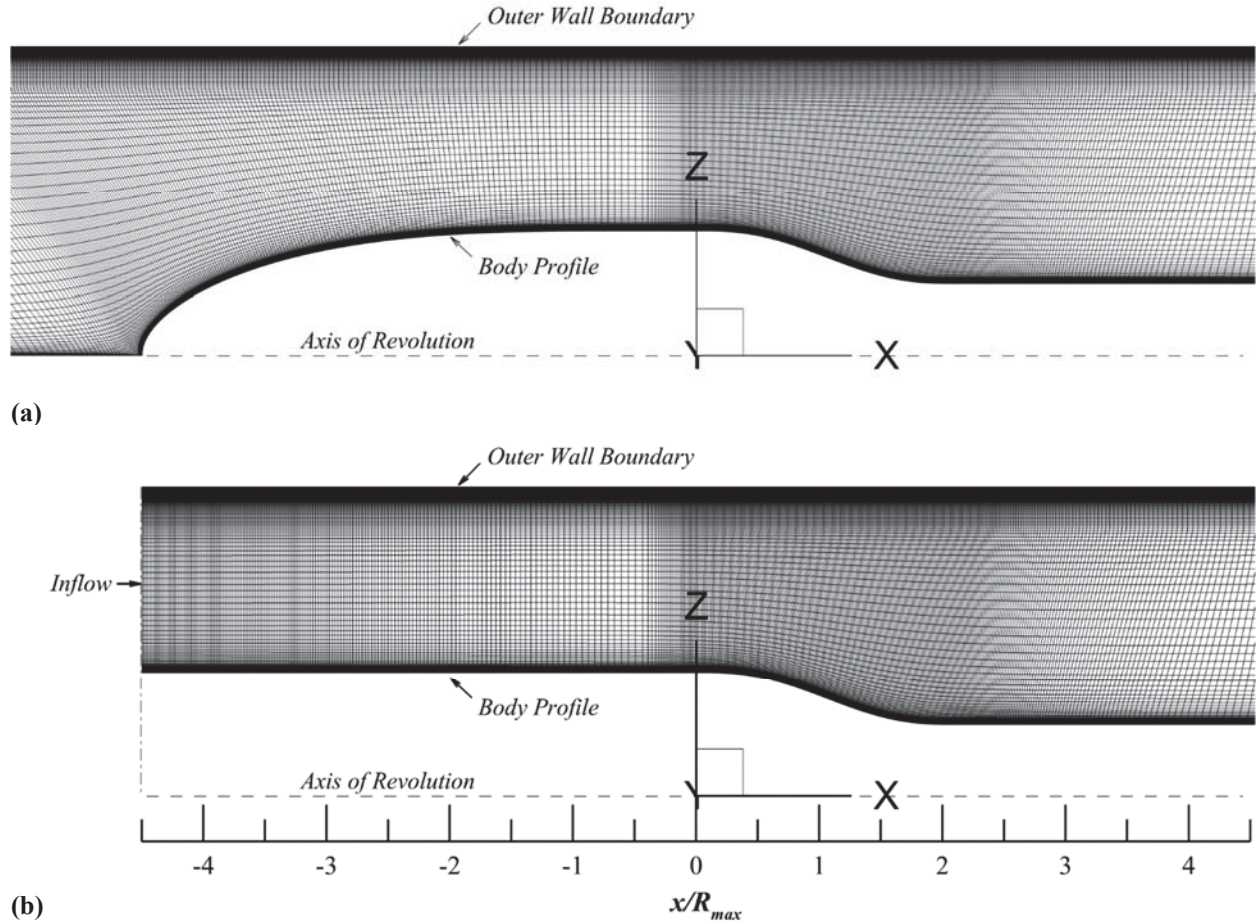 Outer Wall Boundary
Z
Body Profile
Axis of Revolution
Y
X
(a)
Outer Wall Boundary
Inflow
Z
Body Profile
Axis of Revolution
Y
X
-4 -3 -2 -1 0 1 2 3 4
x/Rmax
(b)